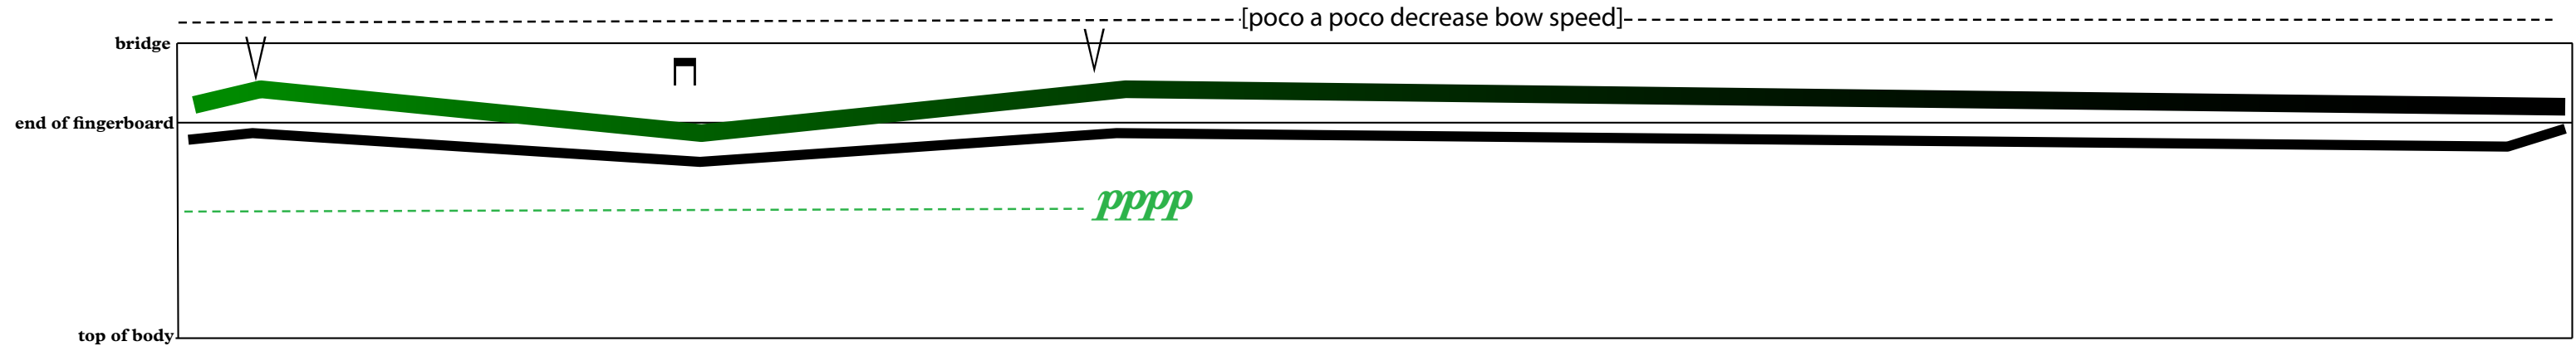 [poco a poco decrease bow speed]
bridge
end of fingerboard
pppp
top of body